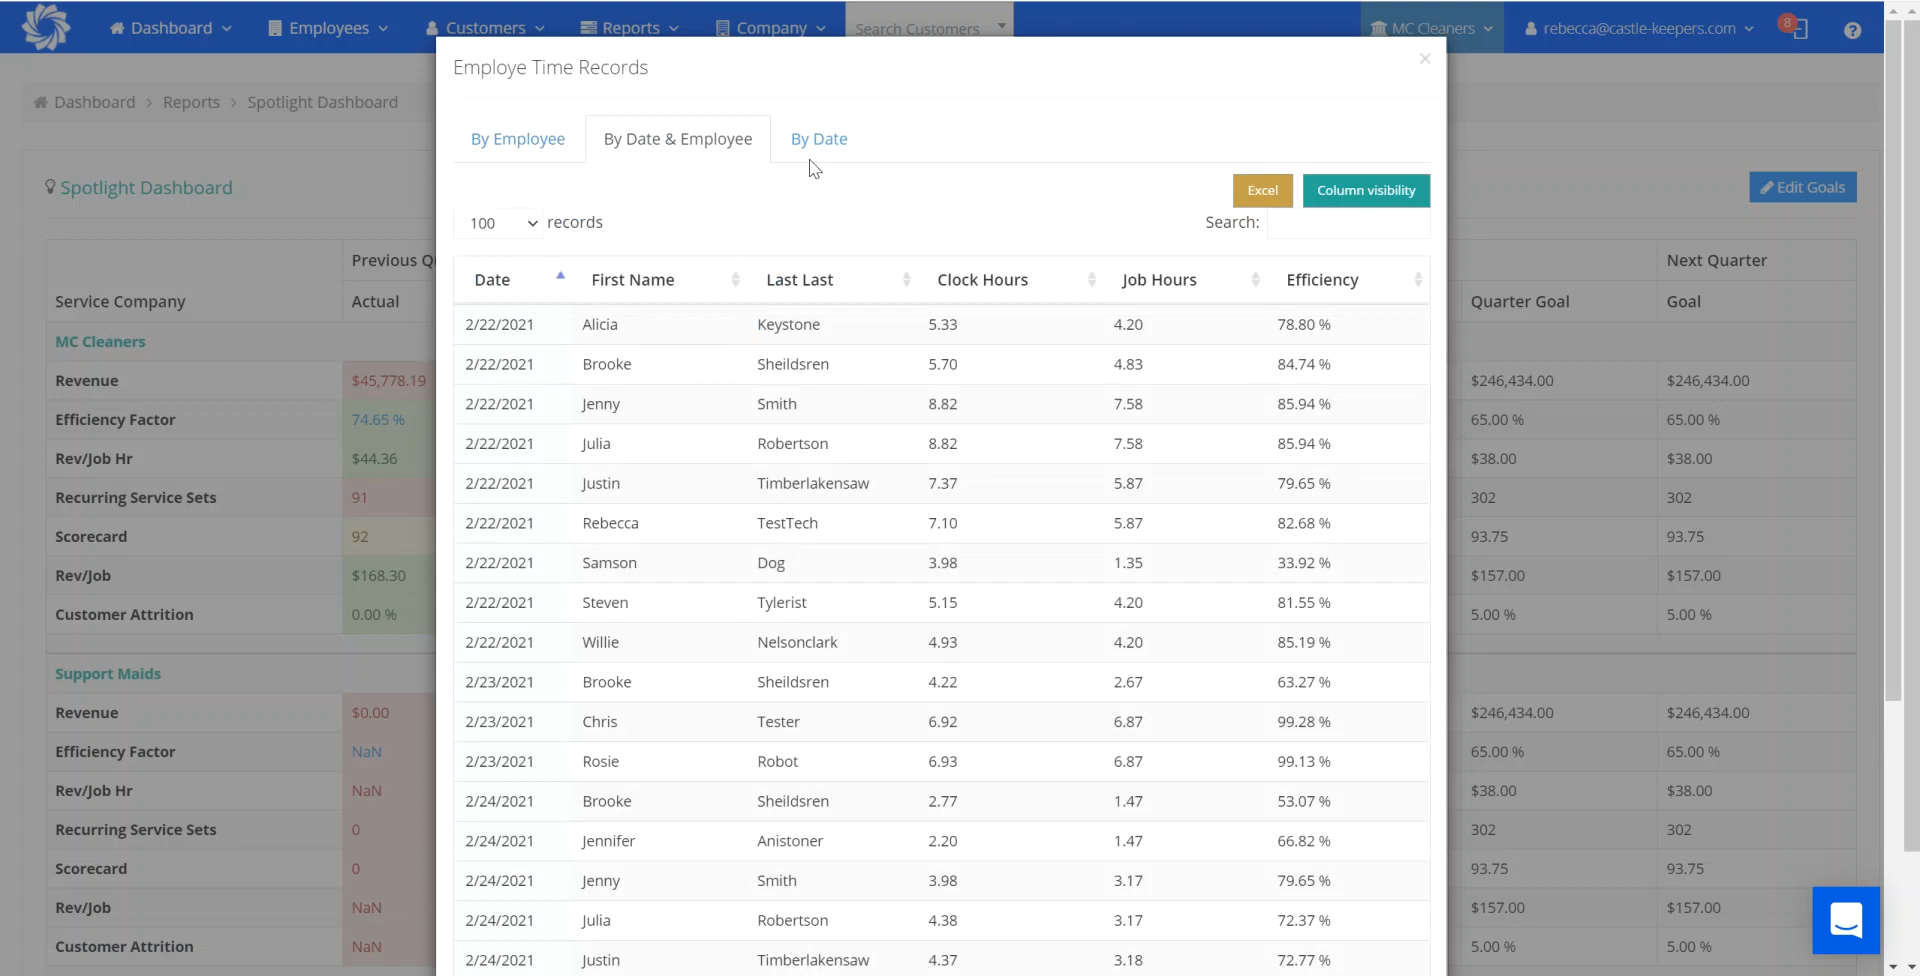 Dashboard Employees Customers Reports Company Search Customers MC Cleaners rebecca@castle-keepers.com 8
Employe Time Records
Dashboard > Reports > Spotlight Dashboard
By Employee By Date & Employee By Date
Spotlight Dashboard Edit Goals
Excel Column visibility
100 records Search:
Previous Q Next Quarter
Service Company Actual Quarter Goal Goal
Date First Name Last Last Clock Hours Job Hours Efficiency
2/22/2021 Alicia Keystone 5.33 4.20 78.80 %
2/22/2021 Brooke Sheildsren 5.70 4.83 84.74 %
2/22/2021 Jenny Smith 8.82 7.58 85.94 %
2/22/2021 Julia Robertson 8.82 7.58 85.94 %
2/22/2021 Justin Timberlakensaw 7.37 5.87 79.65 %
2/22/2021 Rebecca TestTech 7.10 5.87 82.68 %
2/22/2021 Samson Dog 3.98 1.35 33.92 %
2/22/2021 Steven Tylerist 5.15 4.20 81.55 %
2/22/2021 Willie Nelsonclark 4.93 4.20 85.19 %
2/23/2021 Brooke Sheildsren 4.22 2.67 63.27 %
2/23/2021 Chris Tester 6.92 6.87 99.28 %
2/23/2021 Rosie Robot 6.93 6.87 99.13 %
2/24/2021 Brooke Sheildsren 2.77 1.47 53.07 %
2/24/2021 Jennifer Anistoner 2.20 1.47 66.82 %
2/24/2021 Jenny Smith 3.98 3.17 79.65 %
2/24/2021 Julia Robertson 4.38 3.17 72.37 %
2/24/2021 Justin Timberlakensaw 4.37 3.18 72.77 %
MC Cleaners
Revenue $45,778.19 $246,434.00 $246,434.00
Efficiency Factor 74.65 % 65.00 % 65.00 %
Rev/Job Hr $44.36 $38.00 $38.00
Recurring Service Sets 91 302 302
Scorecard 92 93.75 93.75
Rev/Job $168.30 $157.00 $157.00
Customer Attrition 0.00 % 5.00 % 5.00 %
Support Maids
Revenue $0.00 $246,434.00 $246,434.00
Efficiency Factor NaN 65.00 % 65.00 %
Rev/Job Hr NaN $38.00 $38.00
Recurring Service Sets 0 302 302
Scorecard 0 93.75 93.75
Rev/Job NaN $157.00 $157.00
Customer Attrition NaN 5.00 % 5.00 %